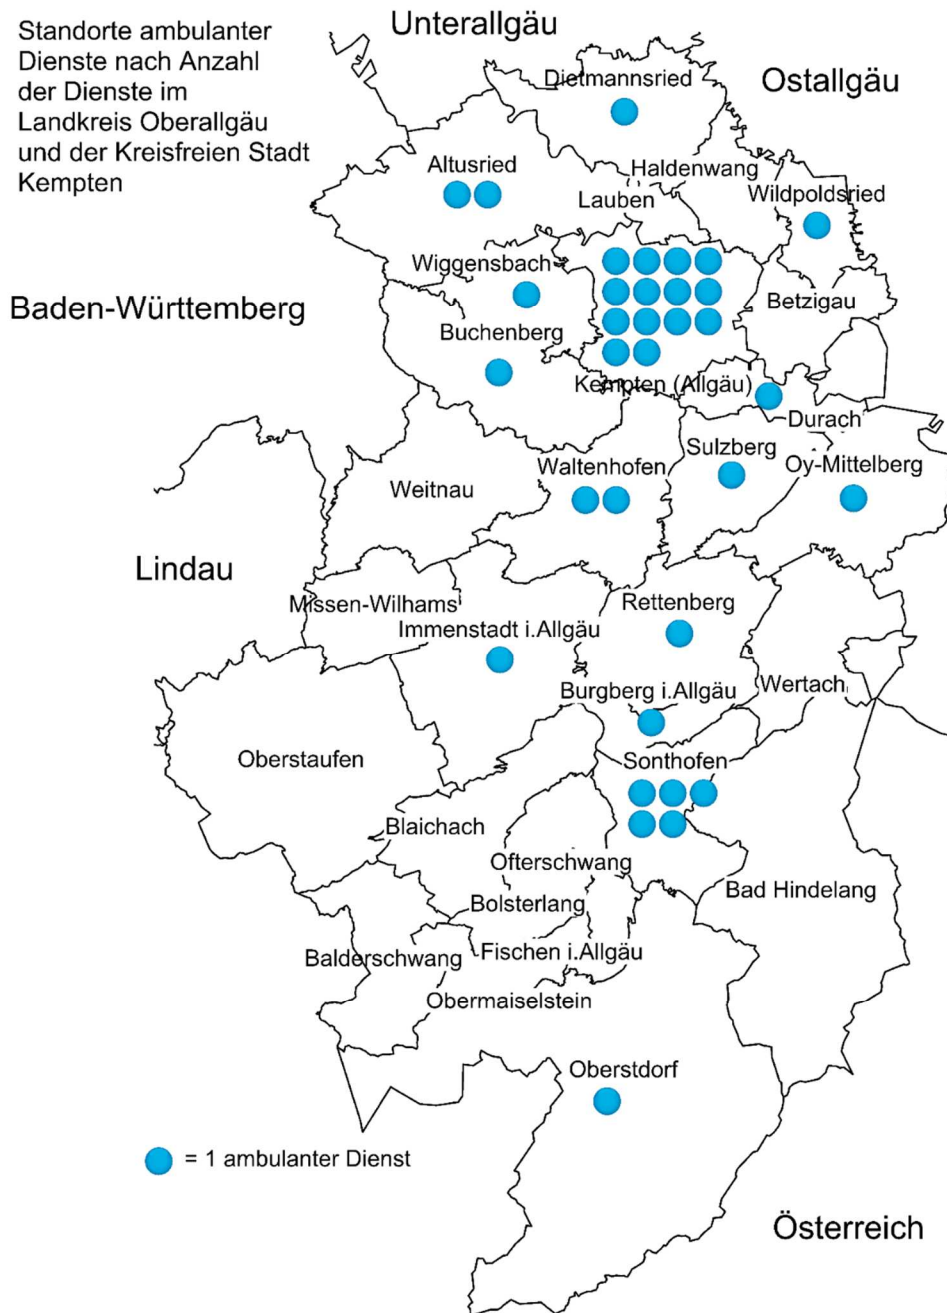 Standorte ambulanter
Dienste nach Anzahl
der Dienste im
Landkreis Oberallgäu
und der Kreisfreien Stadt
Kempten
Unterallgäu
Ostallgäu
Dietmannsried
Haldenwang
Altusried
Lauben
Wildpoldsried
Wiggensbach
Baden-Württemberg
Betzigau
Buchenberg
Kempten (Allgäu)
Durach
Sulzberg
Waltenhofen
Oy-Mittelberg
Weitnau
Lindau
Missen-Wilhams
Rettenberg
Immenstadt i.Allgäu
Burgberg i.Allgäu
Wertach
Oberstaufen
Sonthofen
Blaichach
Ofterschwang
Bad Hindelang
Bolsterlang
Balderschwang
Fischen i.Allgäu
Obermaiselstein
Oberstdorf
= 1 ambulanter Dienst
Österreich